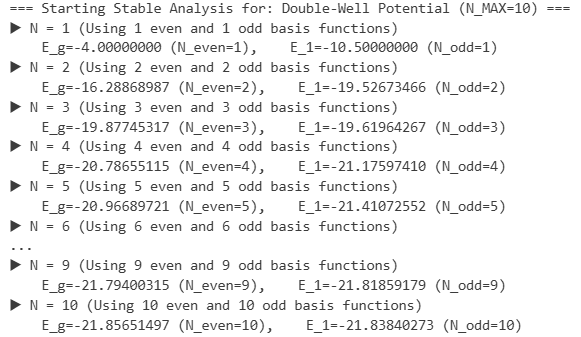 === Starting Stable Analysis for: Double-Well Potential (N_MAX=10) ===
▶ N = 1 (Using 1 even and 1 odd basis functions)
E_g=-4.00000000 (N_even=1), E_1=-10.50000000 (N_odd=1)
▶ N = 2 (Using 2 even and 2 odd basis functions)
E_g=-16.28868987 (N_even=2), E_1=-19.52673466 (N_odd=2)
▶ N = 3 (Using 3 even and 3 odd basis functions)
E_g=-19.87745317 (N_even=3), E_1=-19.61964267 (N_odd=3)
▶ N = 4 (Using 4 even and 4 odd basis functions)
E_g=-20.78655115 (N_even=4), E_1=-21.17597410 (N_odd=4)
▶ N = 5 (Using 5 even and 5 odd basis functions)
E_g=-20.96689721 (N_even=5), E_1=-21.41072552 (N_odd=5)
▶ N = 6 (Using 6 even and 6 odd basis functions)
...
▶ N = 9 (Using 9 even and 9 odd basis functions)
E_g=-21.79400315 (N_even=9), E_1=-21.81859179 (N_odd=9)
▶ N = 10 (Using 10 even and 10 odd basis functions)
E_g=-21.85651497 (N_even=10), E_1=-21.83840273 (N_odd=10)